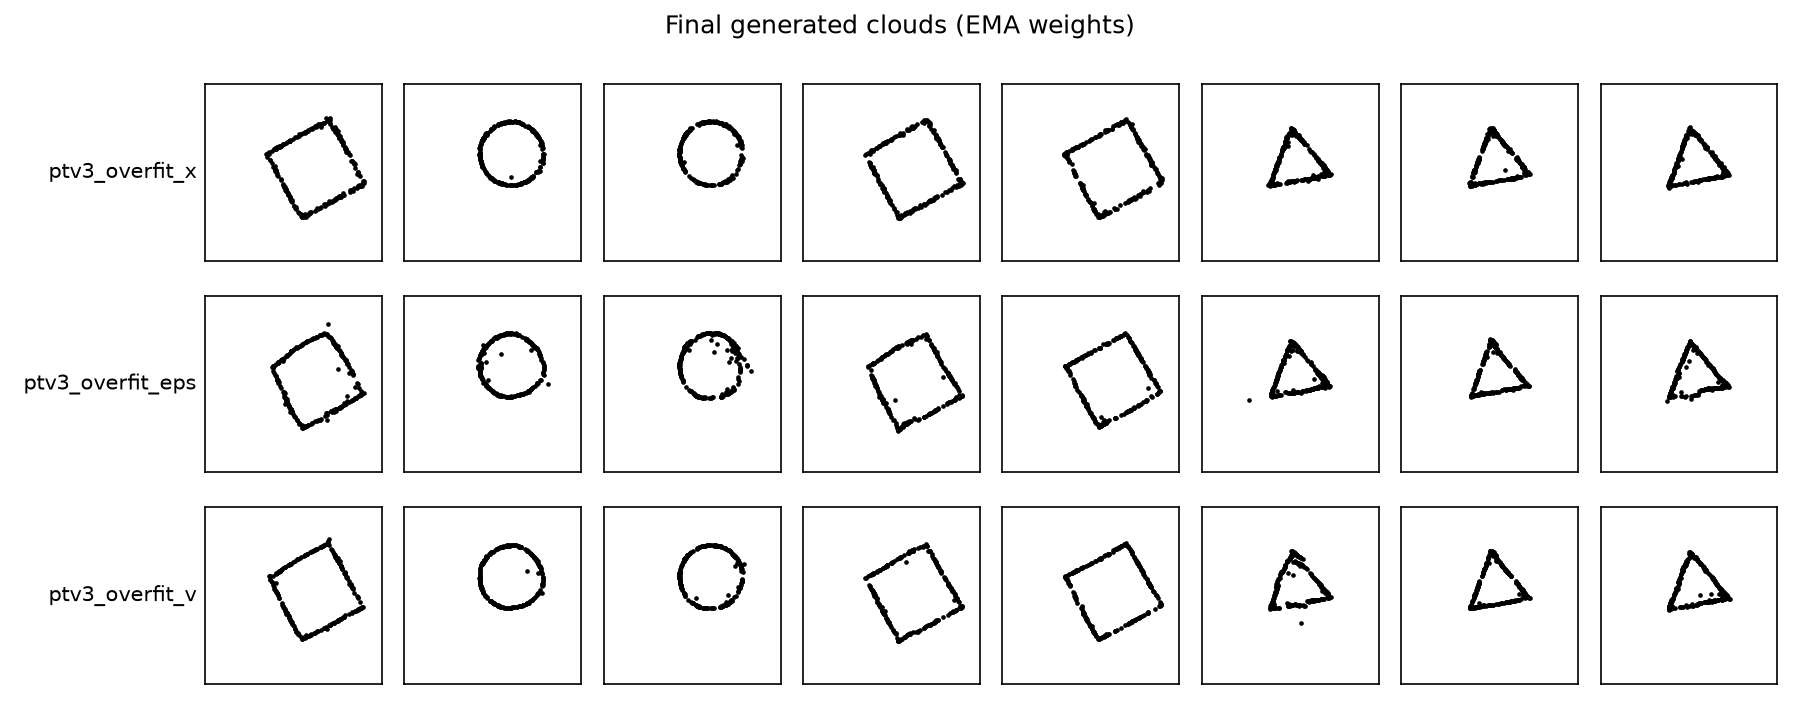 Final generated clouds (EMA weights)
ptv3_overfit_x
ptv3_overfit_eps
ptv3_overfit_v